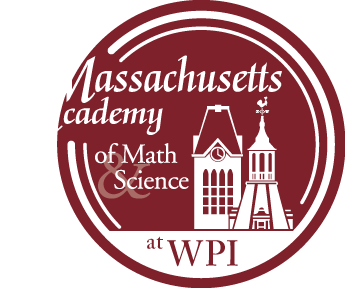 Massachusetts
Academy
of Math
& Science
at WPI